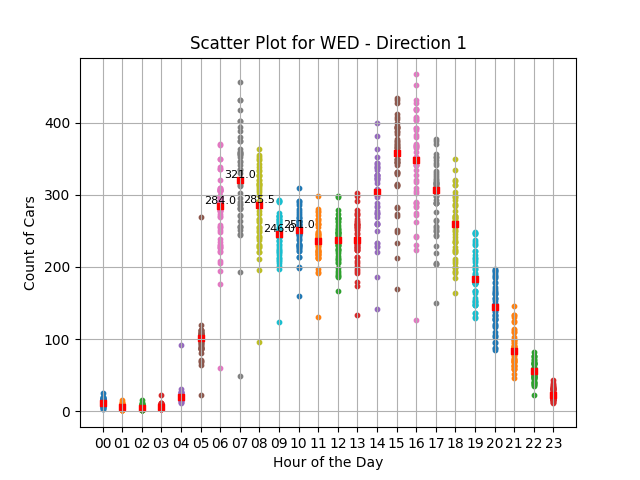 Scatter Plot for WED - Direction 1
Count of Cars
400
300
200
100
0
321.0
284.0
285.5
246.0
251.0
00 01 02 03 04 05 06 07 08 09 10 11 12 13 14 15 16 17 18 19 20 21 22 23
Hour of the Day